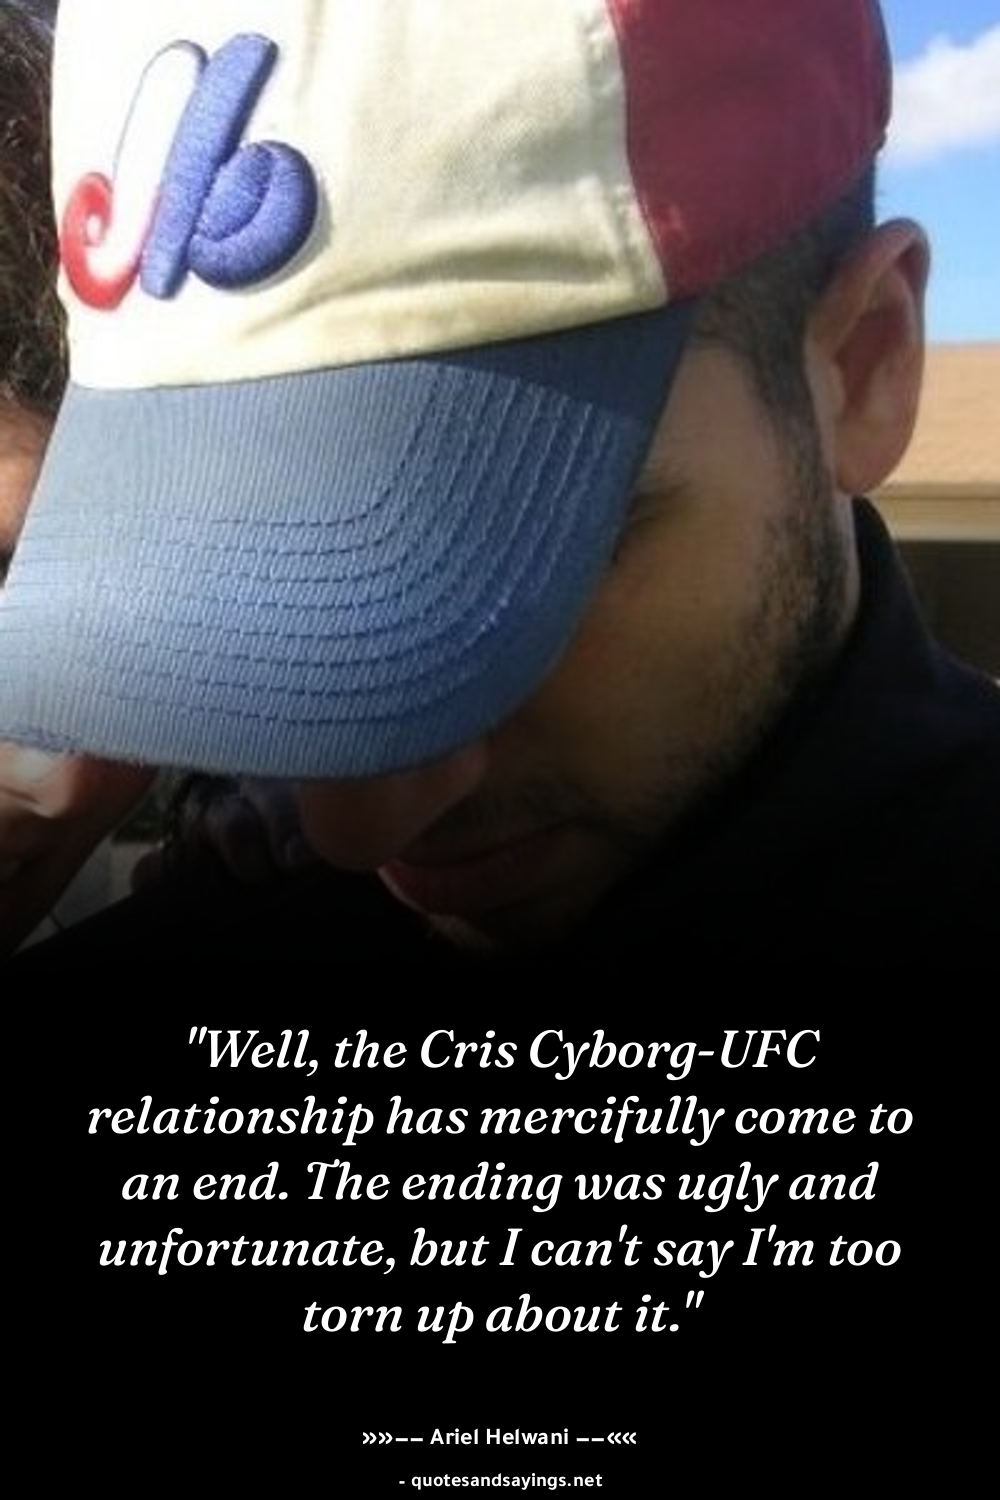 "Well, the Cris Cyborg-UFC
relationship has mercifully come to
an end. The ending was ugly and
unfortunate, but I can't say I'm too
torn up about it."
»»—— Ariel Helwani ——««
- quotesandsayings.net